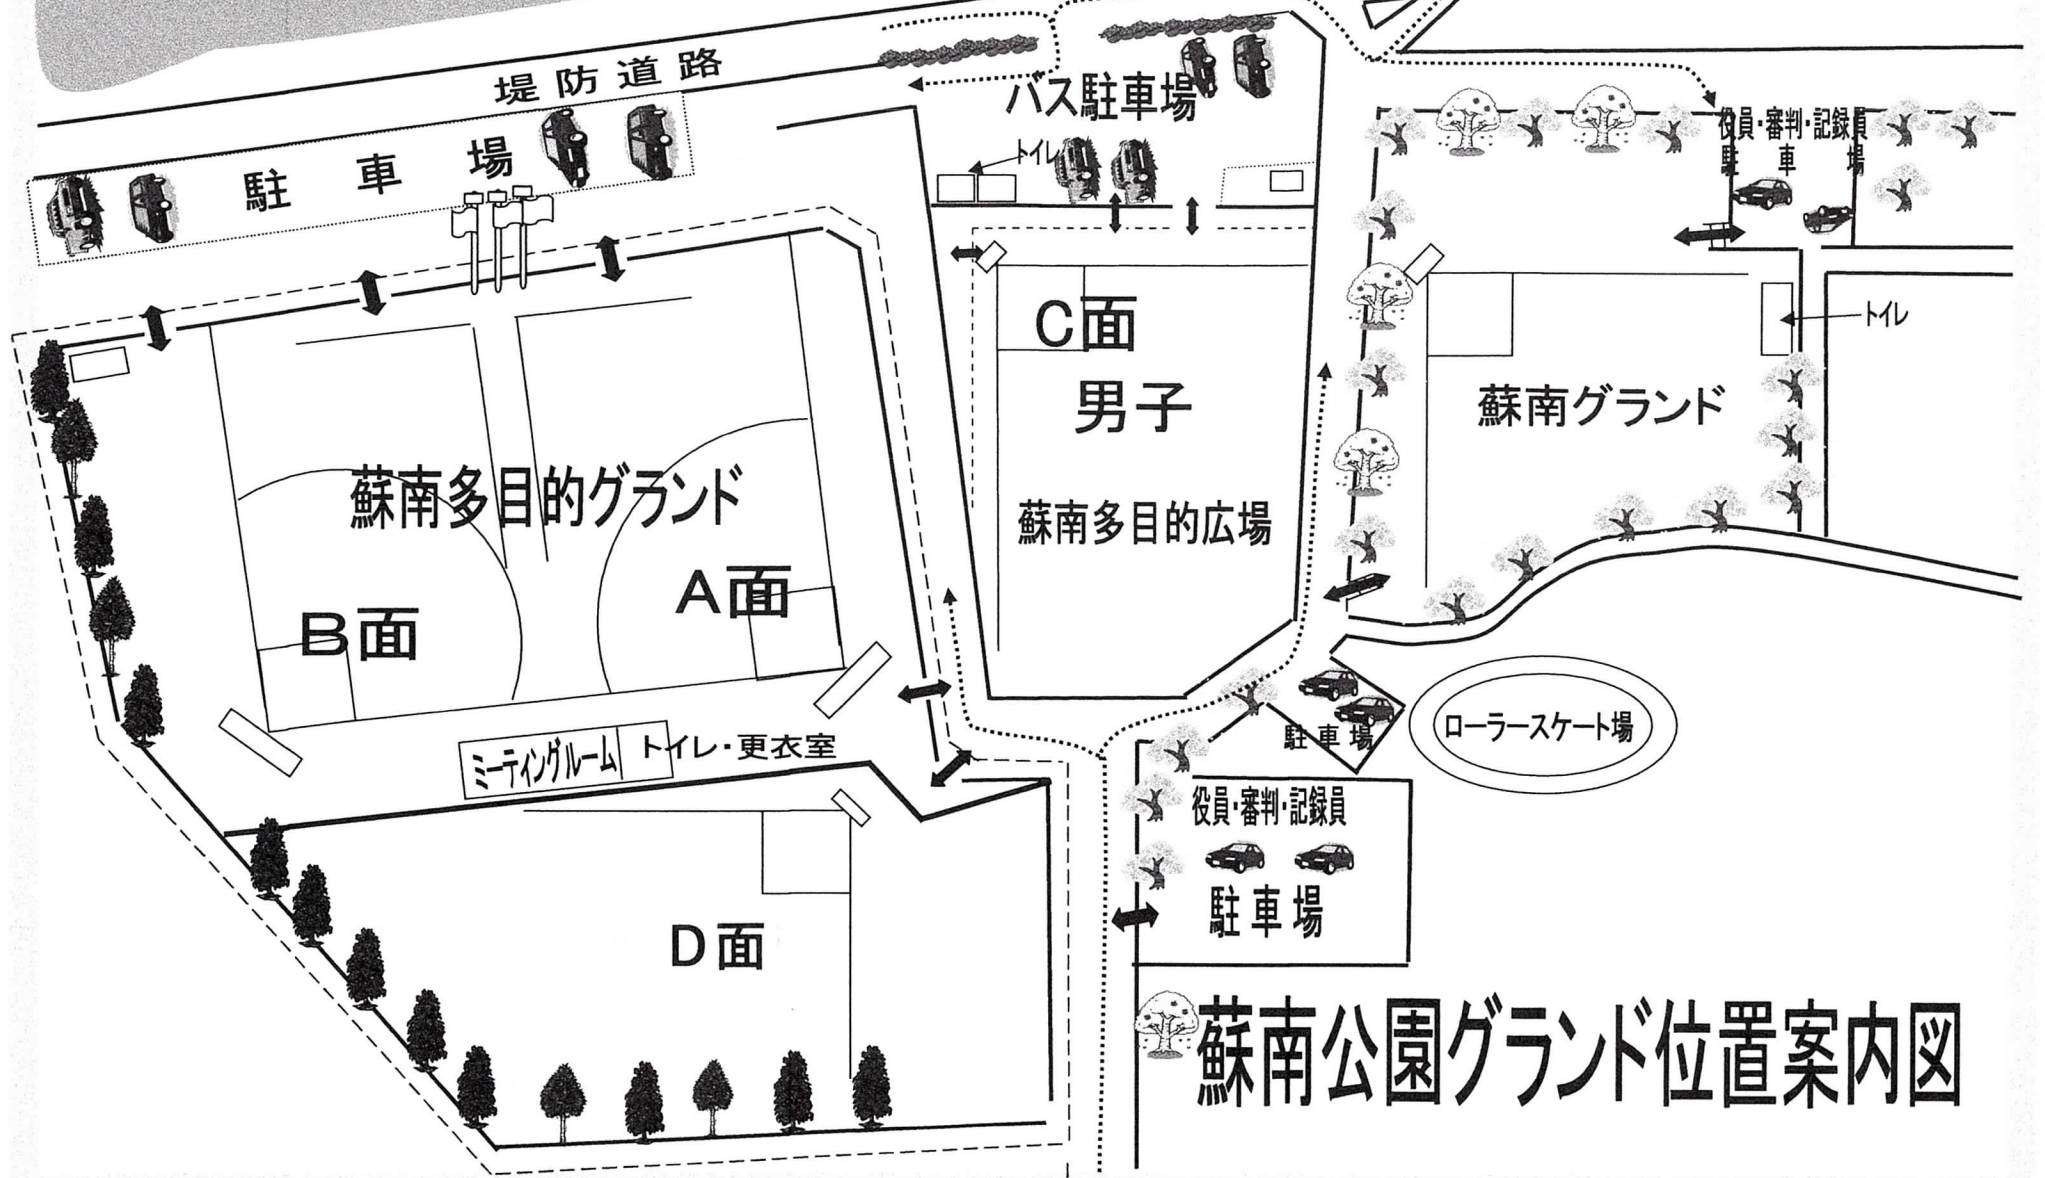 堤防道路
バス駐車場
駐車場
トイレ
役員・審判・記録員
駐車場
C面
男子
蘇南多目的広場
トイレ
蘇南グランド
蘇南多目的グランド
A面
B面
ミーティングルーム
トイレ・更衣室
駐車場
ローラースケート場
役員・審判・記録員
駐車場
D面
蘇南公園グランド位置案内図